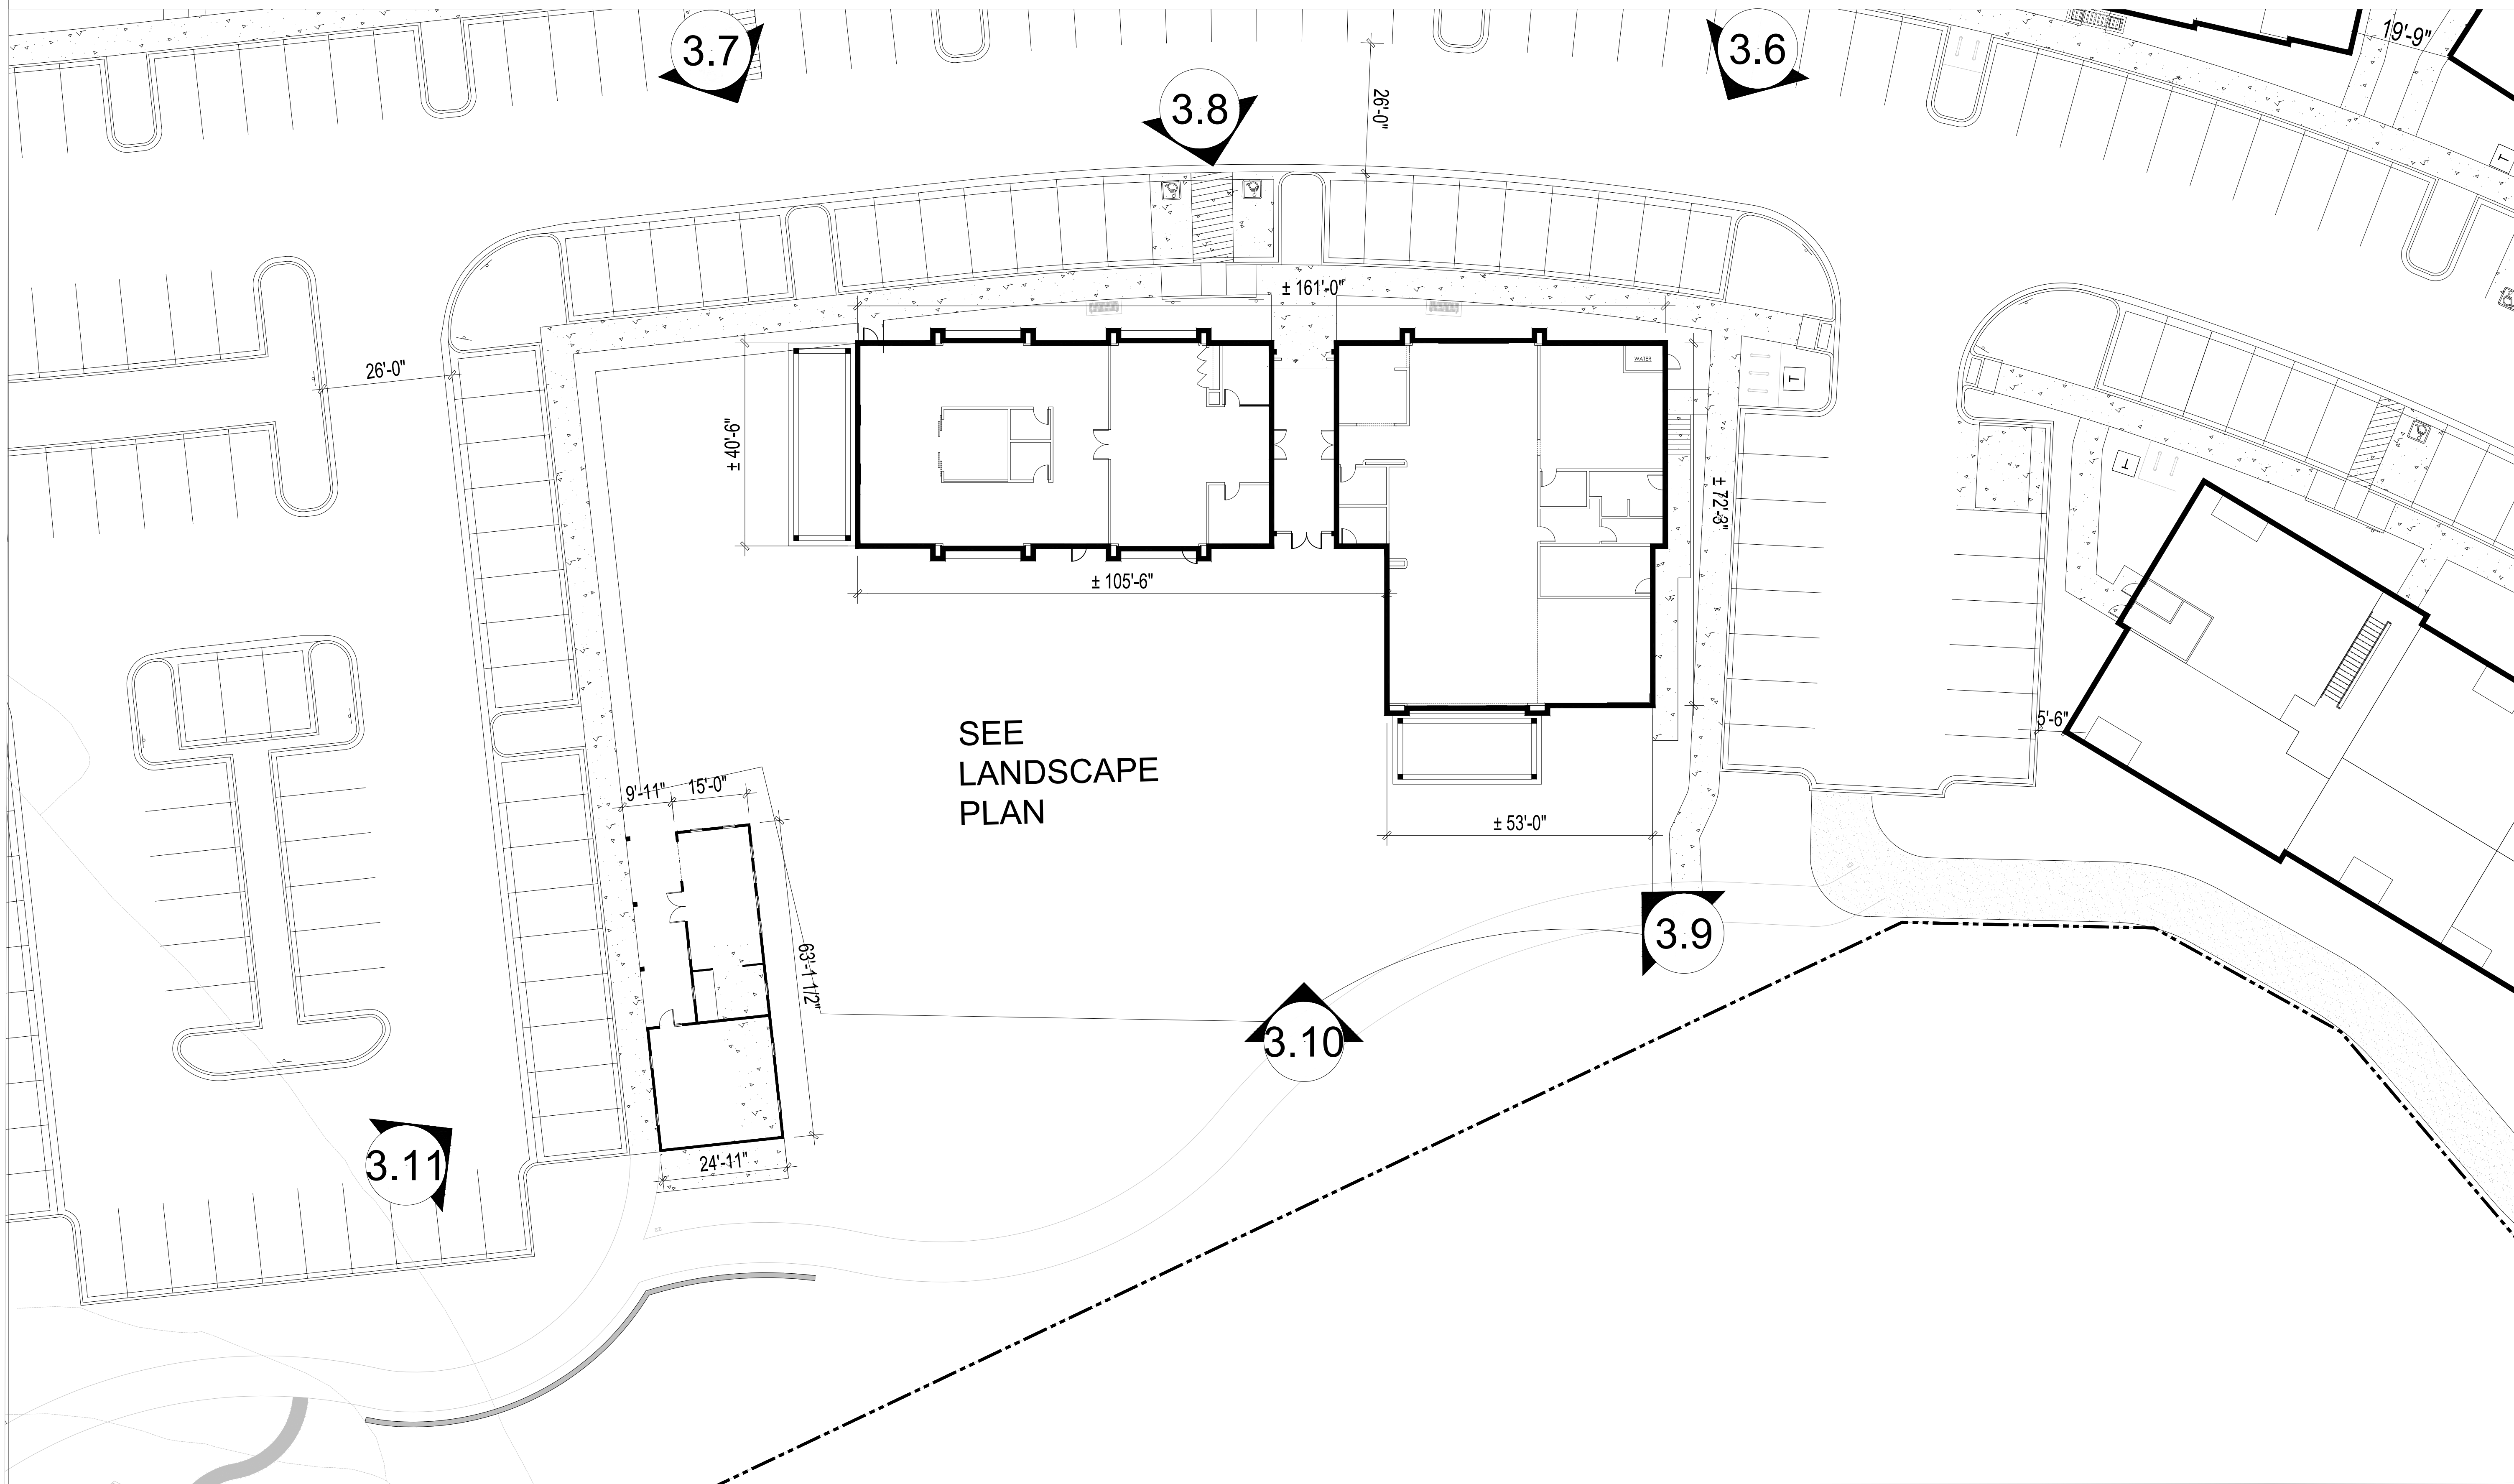 3.7
3.8
3.6
19'-9"
26'-0"
T
± 161'-0"
WATER
26'-0"
T
± 40'-6"
T
± 72'-3"
± 105'-6"
5'-6"
SEE
LANDSCAPE
PLAN
9'-11"
15'-0"
± 53'-0"
63'-1 1/2"
3.9
3.10
3.11
24'-11"